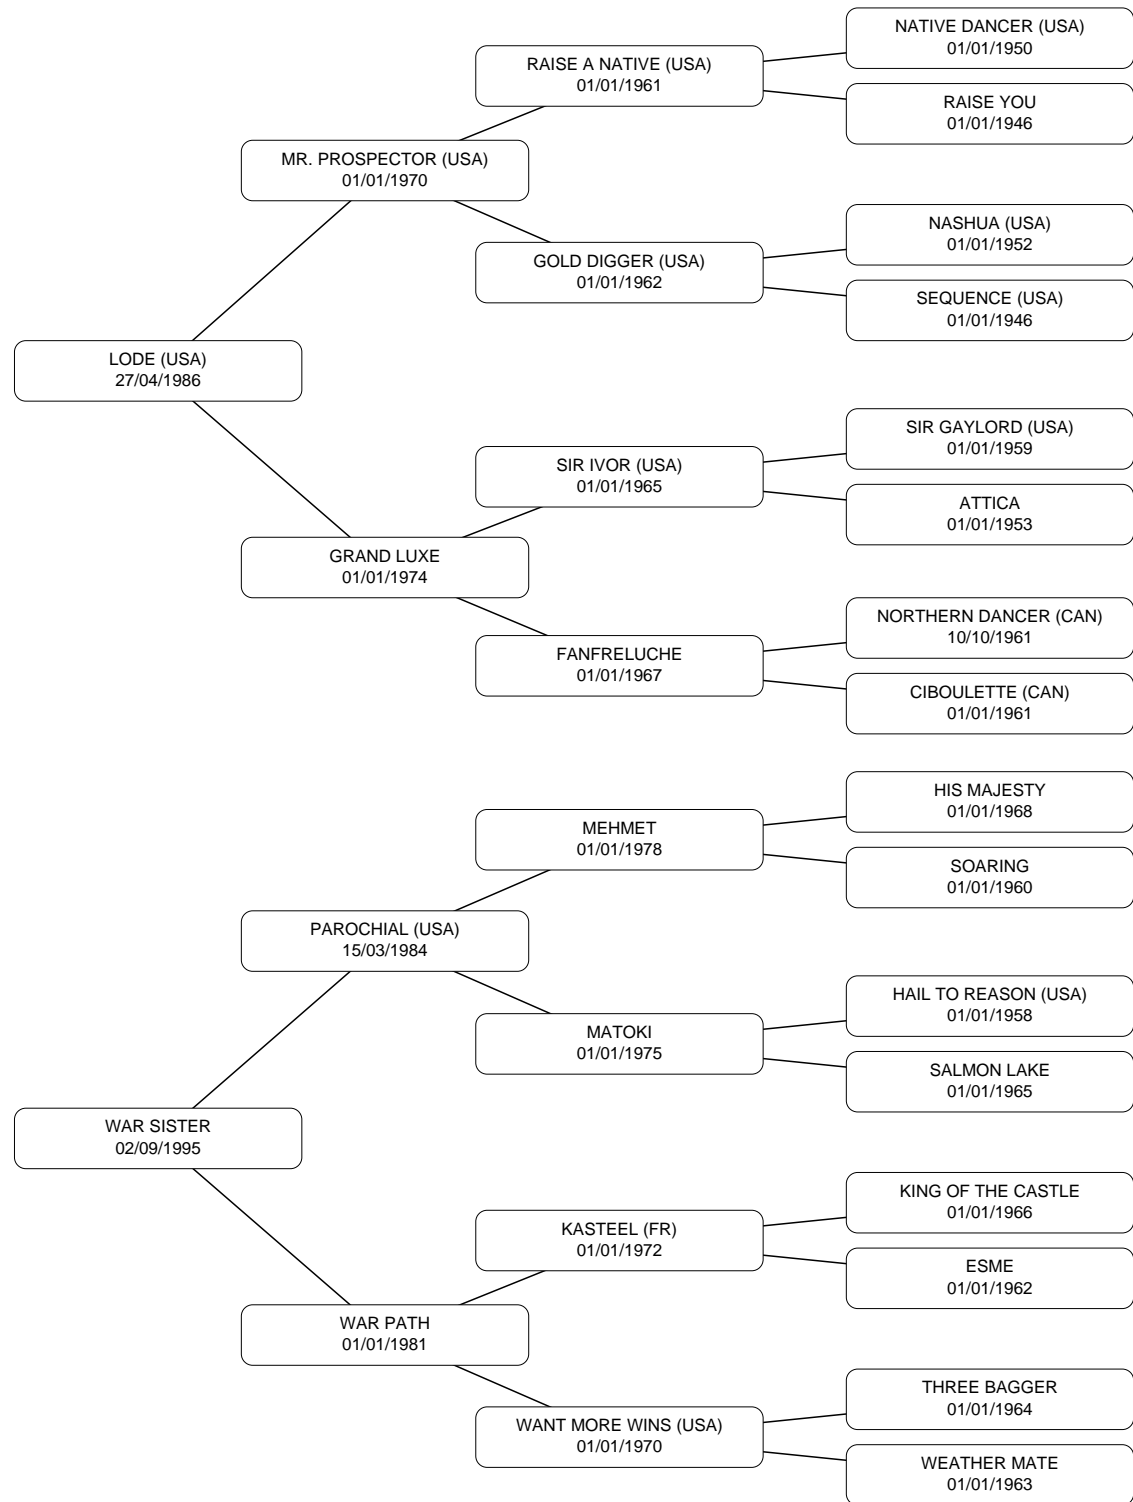 NATIVE DANCER (USA)
01/01/1950
RAISE A NATIVE (USA)
01/01/1961
RAISE YOU
01/01/1946
MR. PROSPECTOR (USA)
01/01/1970
NASHUA (USA)
01/01/1952
GOLD DIGGER (USA)
01/01/1962
SEQUENCE (USA)
01/01/1946
LODE (USA)
27/04/1986
SIR GAYLORD (USA)
01/01/1959
SIR IVOR (USA)
01/01/1965
ATTICA
01/01/1953
GRAND LUXE
01/01/1974
NORTHERN DANCER (CAN)
10/10/1961
FANFRELUCHE
01/01/1967
CIBOULETTE (CAN)
01/01/1961
HIS MAJESTY
01/01/1968
MEHMET
01/01/1978
SOARING
01/01/1960
PAROCHIAL (USA)
15/03/1984
HAIL TO REASON (USA)
01/01/1958
MATOKI
01/01/1975
SALMON LAKE
01/01/1965
WAR SISTER
02/09/1995
KING OF THE CASTLE
01/01/1966
KASTEEL (FR)
01/01/1972
ESME
01/01/1962
WAR PATH
01/01/1981
THREE BAGGER
01/01/1964
WANT MORE WINS (USA)
01/01/1970
WEATHER MATE
01/01/1963